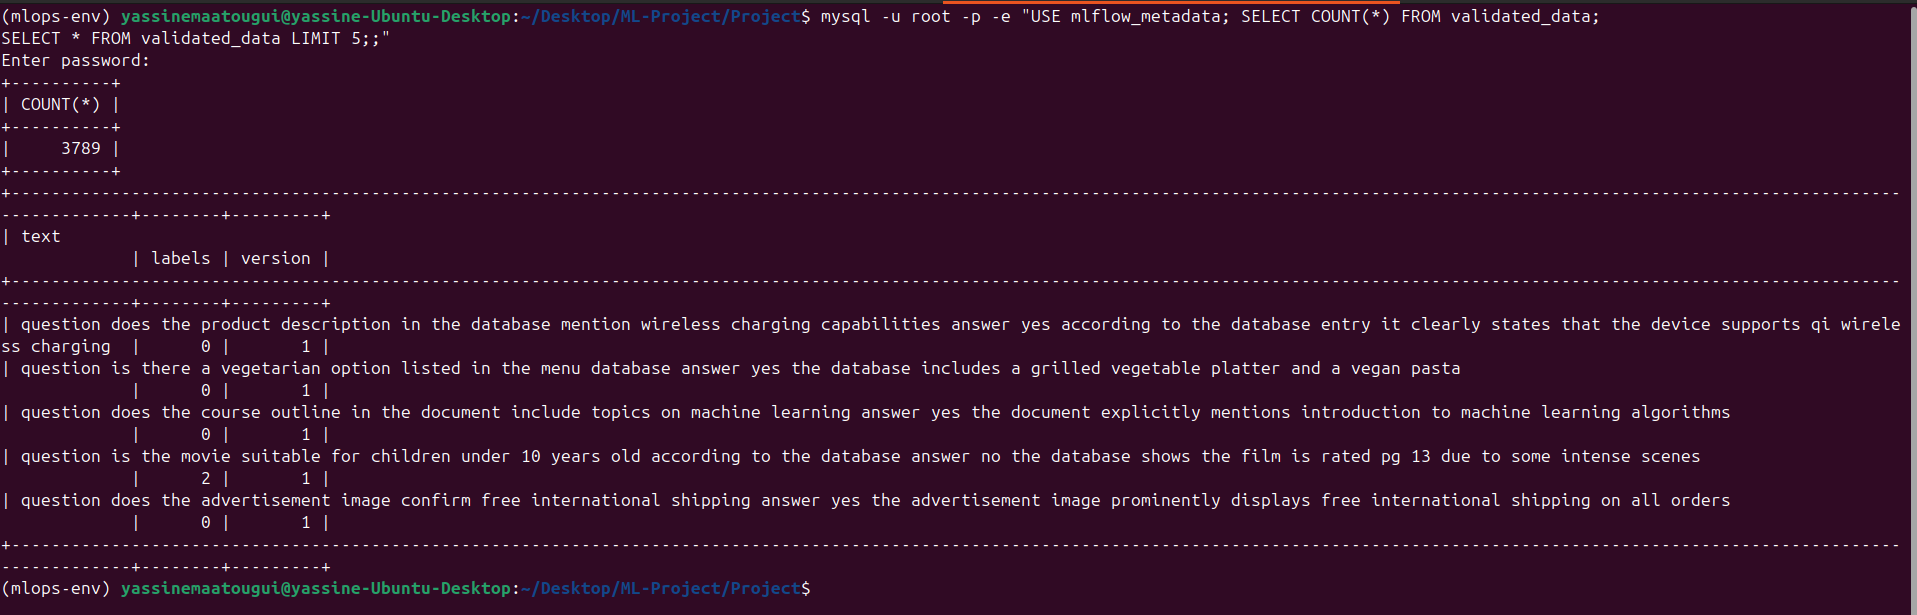 (mlops-env) yassinemaatougui@yassine-Ubuntu-Desktop:~/Desktop/ML-Project/Project$ mysql -u root -p -e "USE mlflow_metadata; SELECT COUNT(*) FROM validated_data;
SELECT * FROM validated_data LIMIT 5;;"
Enter password:
+----------+
| COUNT(*) |
+----------+
|     3789 |
+----------+
+---------------------------------------------------------------------------------------------------------------------------------------------------------------------------------------------
-------------+--------+---------+
| text
             | labels | version |
+---------------------------------------------------------------------------------------------------------------------------------------------------------------------------------------------
-------------+--------+---------+
| question does the product description in the database mention wireless charging capabilities answer yes according to the database entry it clearly states that the device supports qi wirele
ss charging  |      0 |       1 |
| question is there a vegetarian option listed in the menu database answer yes the database includes a grilled vegetable platter and a vegan pasta
             |      0 |       1 |
| question does the course outline in the document include topics on machine learning answer yes the document explicitly mentions introduction to machine learning algorithms
             |      0 |       1 |
| question is the movie suitable for children under 10 years old according to the database answer no the database shows the film is rated pg 13 due to some intense scenes
             |      2 |       1 |
| question does the advertisement image confirm free international shipping answer yes the advertisement image prominently displays free international shipping on all orders
             |      0 |       1 |
+---------------------------------------------------------------------------------------------------------------------------------------------------------------------------------------------
-------------+--------+---------+
(mlops-env) yassinemaatougui@yassine-Ubuntu-Desktop:~/Desktop/ML-Project/Project$